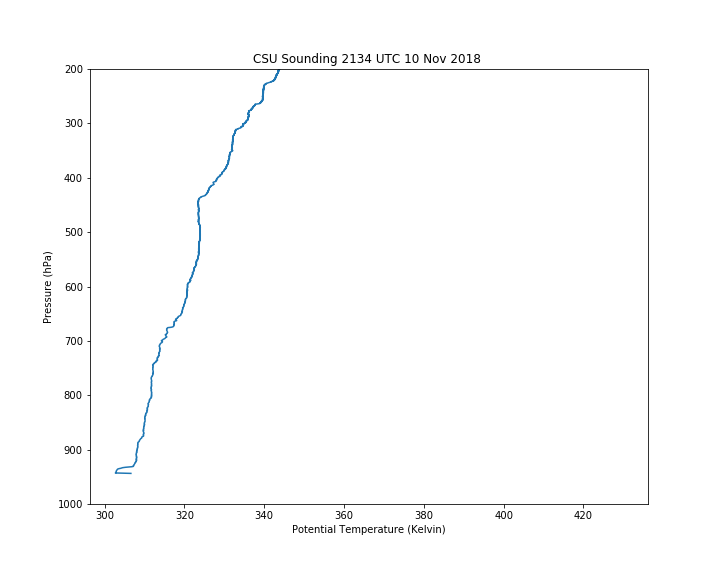 CSU Sounding 2134 UTC 10 Nov 2018
200
300
400
500
600
700
800
900
1000
Pressure (hPa)
300 320 340 360 380 400 420
Potential Temperature (Kelvin)